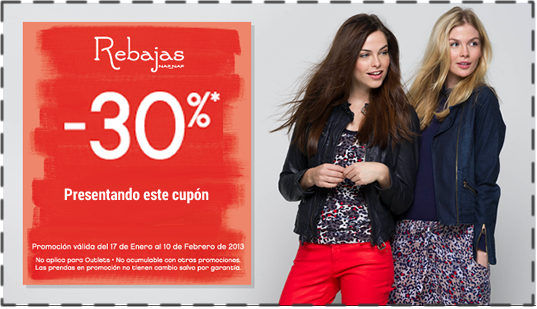 Rebajas
NAF NAF
-30%*
Presentando este cupón
Promoción válida del 17 de Enero al 10 de Febrero de 2013
No aplica para Outlets • No acumulable con otras promociones.
Las prendas en promoción no tienen cambio salvo por garantía.